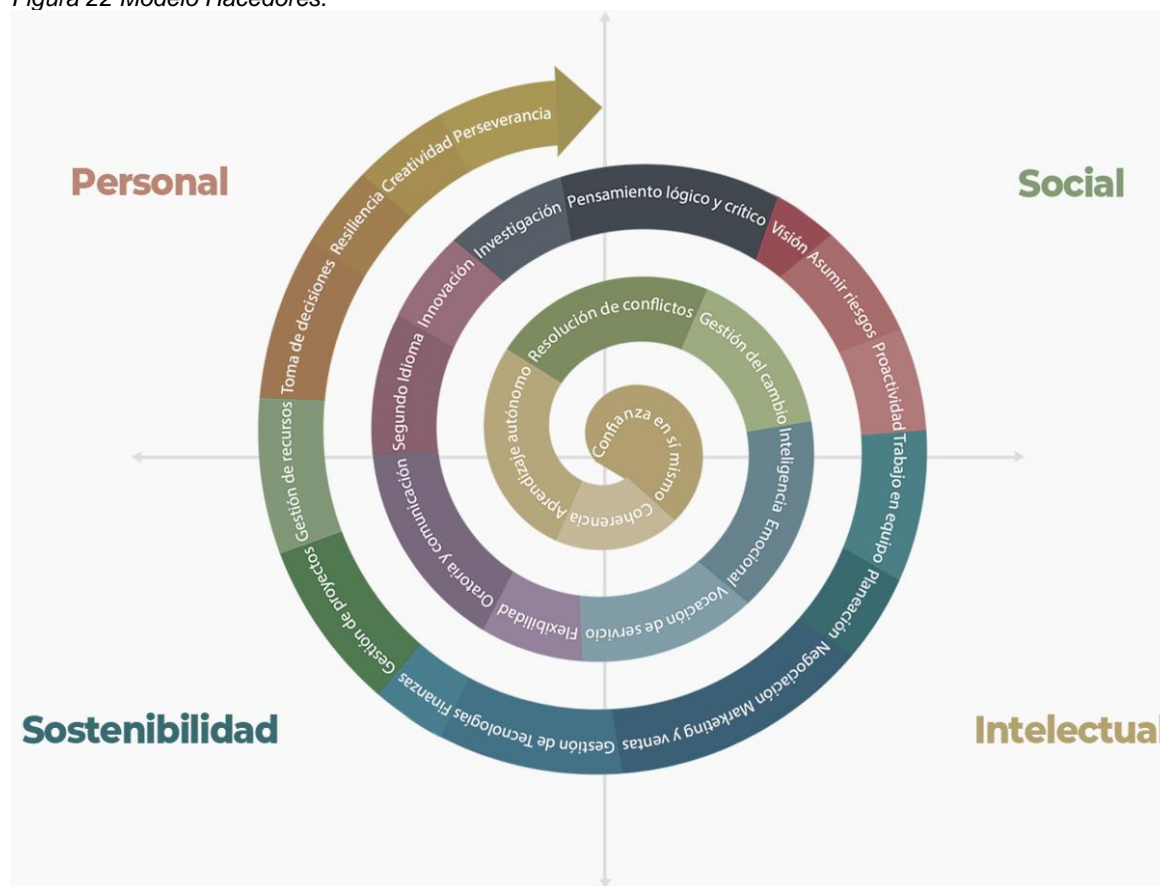 Figura 22 Modelo Hacedores.
Personal
Social
Sostenibilidad
Intelectual
Confianza en sí mismo
Coherencia
Aprendizaje autónomo
Resolución de conflictos
Gestión del cambio
Inteligencia Emocional
Vocación de servicio
Flexibilidad
Oratoria y comunicación
Segundo Idioma
Innovación
Investigación
Pensamiento lógico y crítico
Visión
Asumir riesgos
Proactividad
Trabajo en equipo
Planeación
Negociación Marketing y ventas
Gestión de Tecnologías
Finanzas
Gestión de proyectos
Gestión de recursos
Toma de decisiones
Resiliencia
Creatividad
Perseverancia